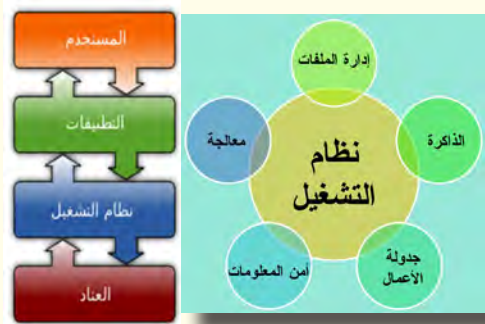 المستخدم
التطبيقات
نظام التشغيل
العتاد
إدارة الملفات
معالجة
الذاكرة
نظام
التشغيل
أمن المعلومات
جدولة
الأعمال